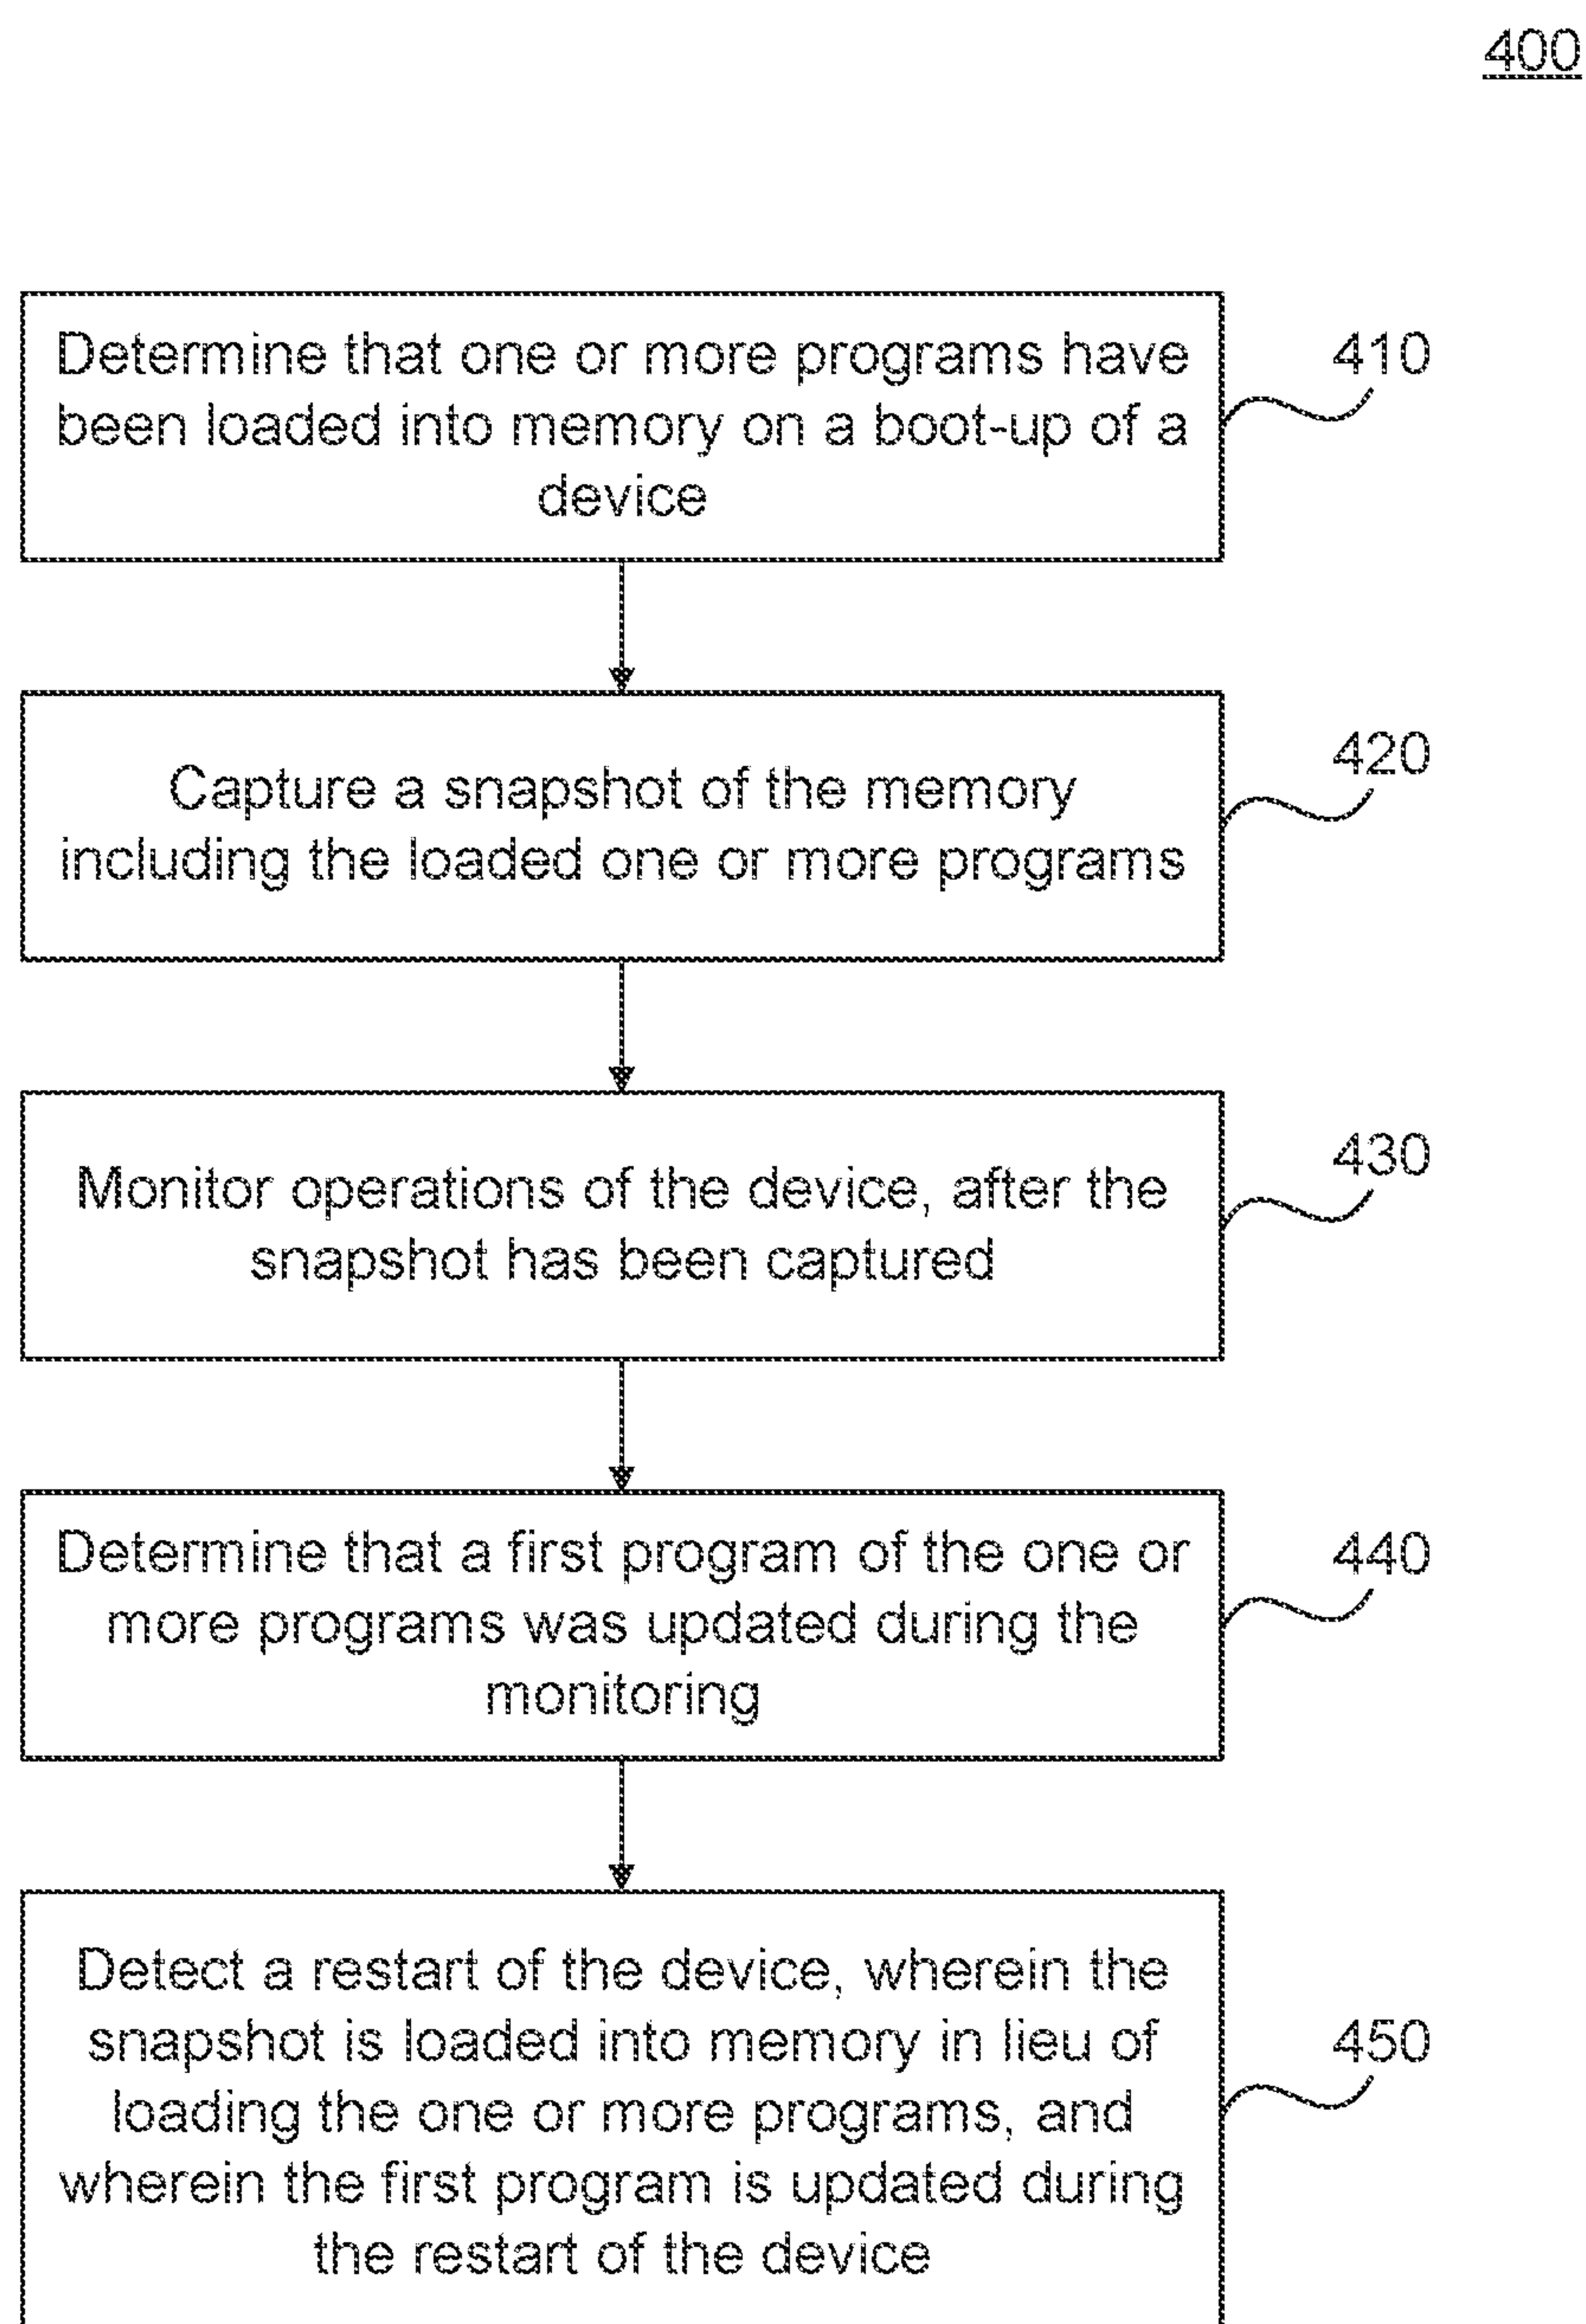 400
Determine that one or more programs have
been loaded into memory on a boot-up of a
device
410
Capture a snapshot of the memory
including the loaded one or more programs
420
Monitor operations of the device, after the
snapshot has been captured
430
Determine that a first program of the one or
more programs was updated during the
monitoring
440
Detect a restart of the device, wherein the
snapshot is loaded into memory in lieu of
loading the one or more programs, and
wherein the first program is updated during
the restart of the device
450